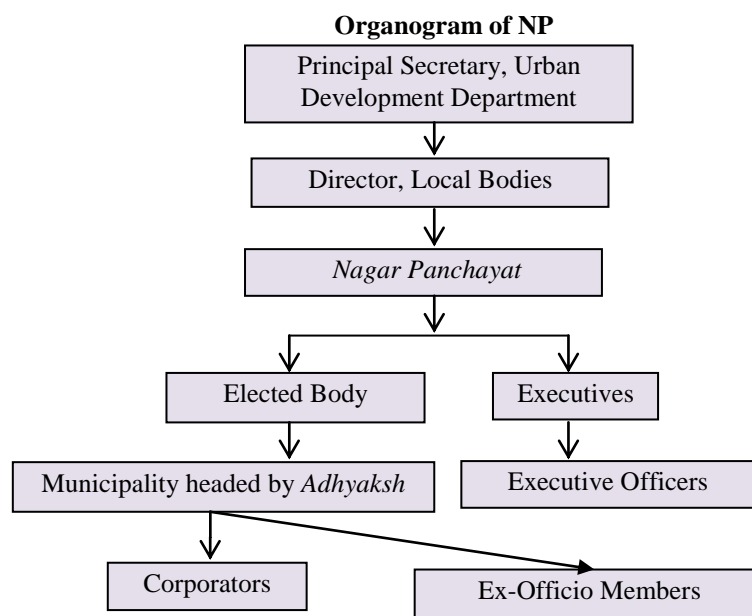 Organogram of NP
Principal Secretary, Urban
Development Department
Director, Local Bodies
Nagar Panchayat
Elected Body
Executives
Municipality headed by Adhyaksh
Executive Officers
Corporators
Ex-Officio Members